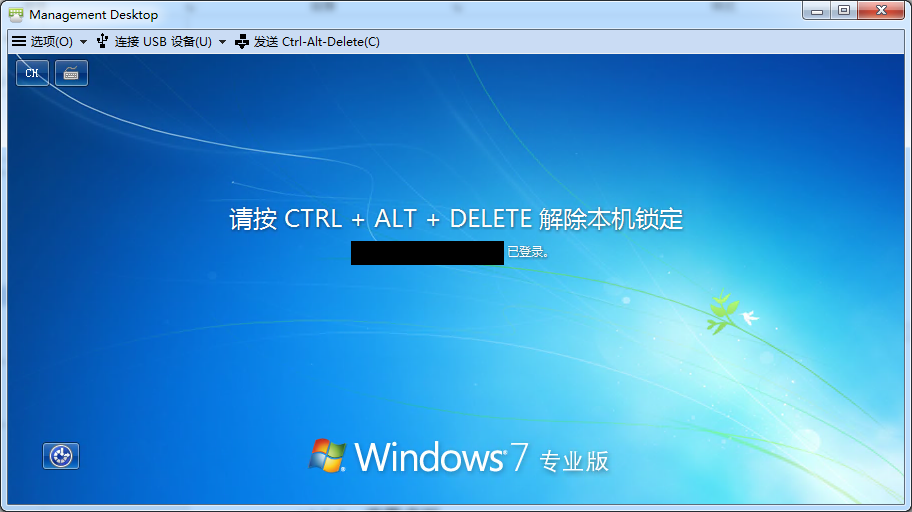 Management Desktop
选项(O) 连接 USB 设备(U) 发送 Ctrl-Alt-Delete(C)
CH
请按 CTRL + ALT + DELETE 解除本机锁定
已登录。
Windows 7 专业版